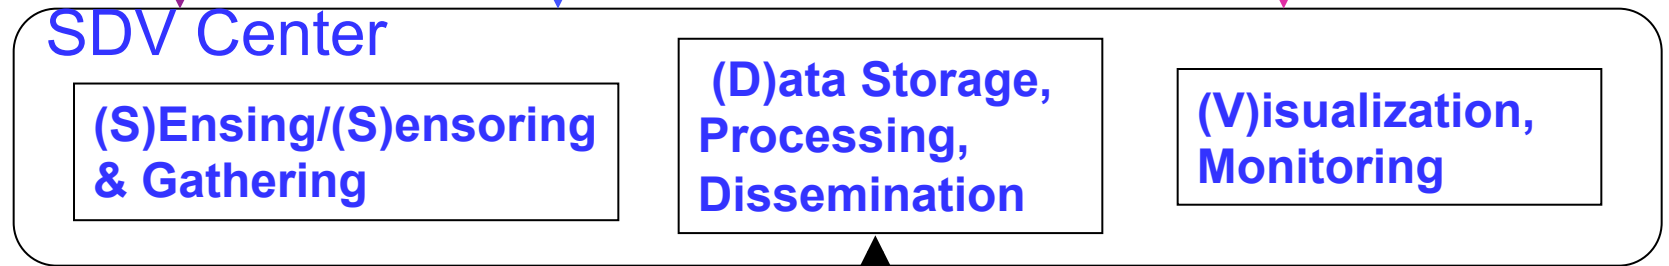 SDV Center
(S)Ensing/(S)ensoring
& Gathering
(D)ata Storage,
Processing,
Dissemination
(V)isualization,
Monitoring